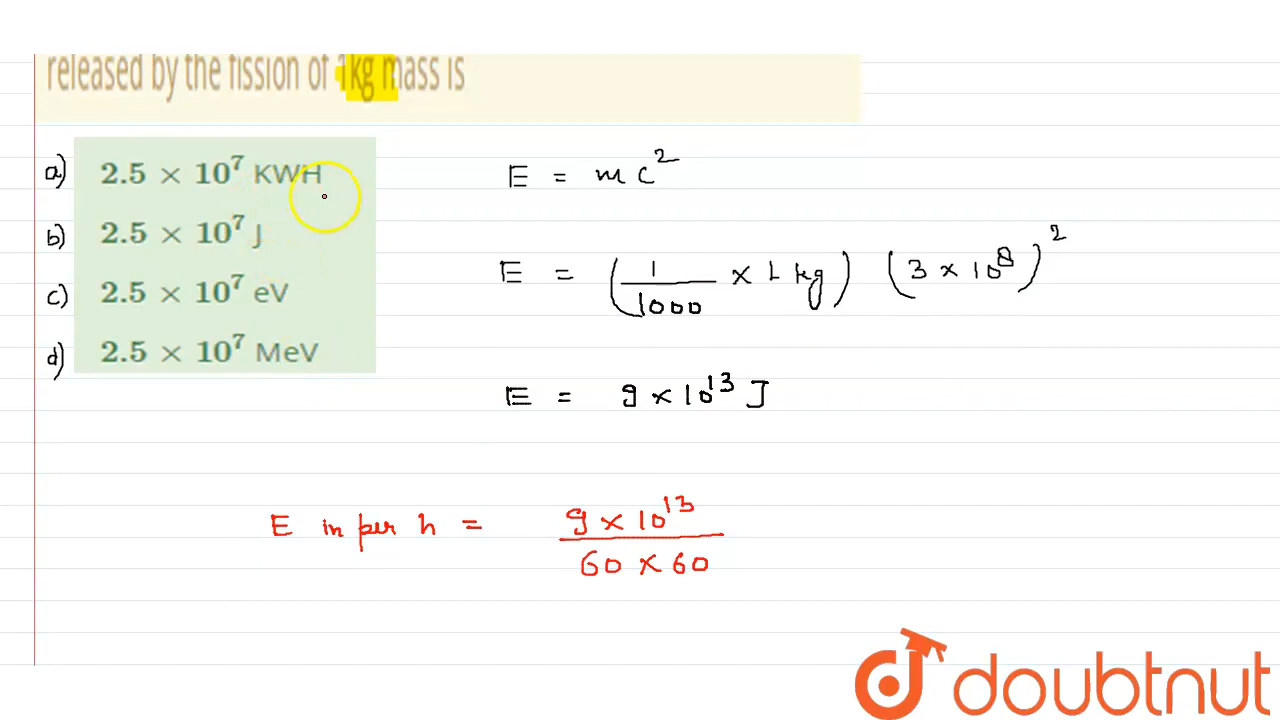 released by the fission of 1kg mass is
a) 2.5 × 10⁷ KWH
b) 2.5 × 10⁷ J
c) 2.5 × 10⁷ eV
d) 2.5 × 10⁷ MeV
E = mc²
E = (1/1000 × 1 kg) (3 × 10⁸)²
E = 9 × 10¹³ J
E in per h = 9 × 10¹³ / 60 × 60
doubtnut